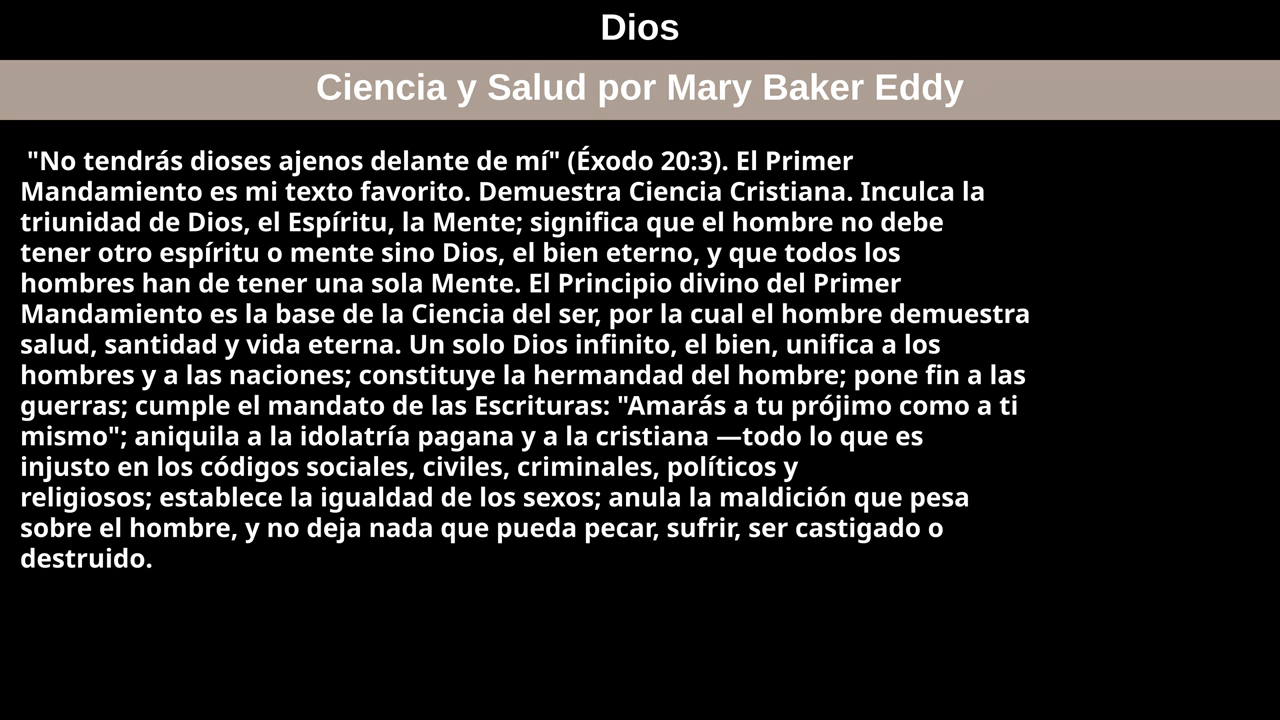 Dios
Ciencia y Salud por Mary Baker Eddy
"No tendrás dioses ajenos delante de mí" (Éxodo 20:3). El Primer
Mandamiento es mi texto favorito. Demuestra Ciencia Cristiana. Inculca la
triunidad de Dios, el Espíritu, la Mente; significa que el hombre no debe
tener otro espíritu o mente sino Dios, el bien eterno, y que todos los
hombres han de tener una sola Mente. El Principio divino del Primer
Mandamiento es la base de la Ciencia del ser, por la cual el hombre demuestra
salud, santidad y vida eterna. Un solo Dios infinito, el bien, unifica a los
hombres y a las naciones; constituye la hermandad del hombre; pone fin a las
guerras; cumple el mandato de las Escrituras: "Amarás a tu prójimo como a ti
mismo"; aniquila a la idolatría pagana y a la cristiana —todo lo que es
injusto en los códigos sociales, civiles, criminales, políticos y
religiosos; establece la igualdad de los sexos; anula la maldición que pesa
sobre el hombre, y no deja nada que pueda pecar, sufrir, ser castigado o
destruido.